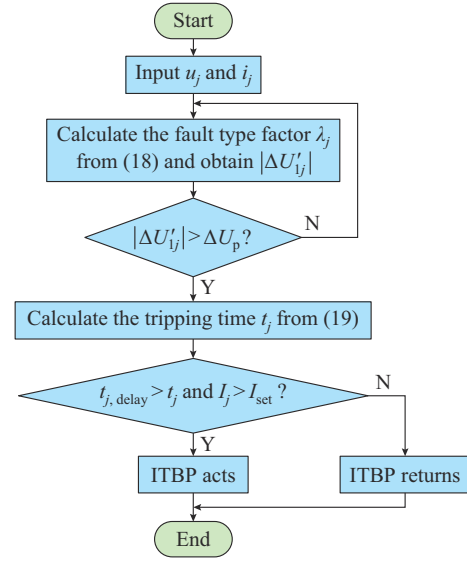 Start
Input u_j and i_j
Calculate the fault type factor λ_j
from (18) and obtain |ΔU′_1j|
N
|ΔU′_1j| > ΔU_p?
Y
Calculate the tripping time t_j from (19)
t_j, delay > t_j and I_j > I_set ?
N
Y
ITBP acts
ITBP returns
End